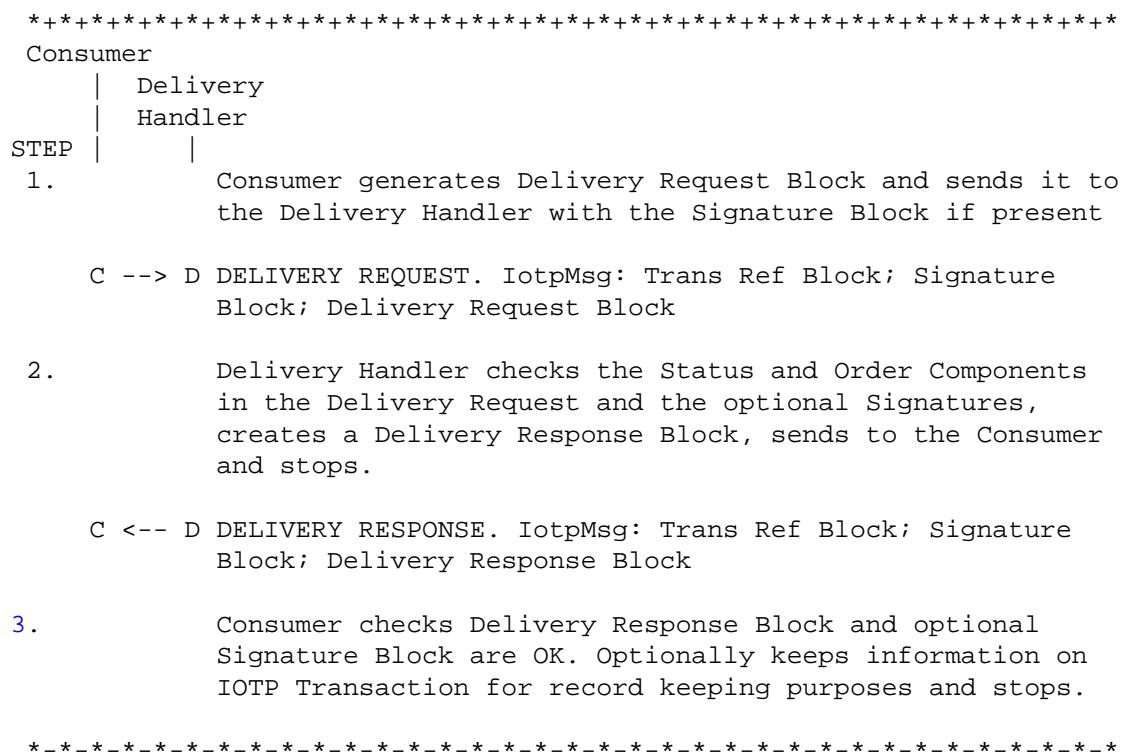 *+*+*+*+*+*+*+*+*+*+*+*+*+*+*+*+*+*+*+*+*+*+*+*+*+*+*+*+*+*+*+*+*+*+*
Consumer
| Delivery
| Handler
STEP | |
1. Consumer generates Delivery Request Block and sends it to
the Delivery Handler with the Signature Block if present
C --> D DELIVERY REQUEST. IotpMsg: Trans Ref Block; Signature
Block; Delivery Request Block
2. Delivery Handler checks the Status and Order Components
in the Delivery Request and the optional Signatures,
creates a Delivery Response Block, sends to the Consumer
and stops.
C <-- D DELIVERY RESPONSE. IotpMsg: Trans Ref Block; Signature
Block; Delivery Response Block
3. Consumer checks Delivery Response Block and optional
Signature Block are OK. Optionally keeps information on
IOTP Transaction for record keeping purposes and stops.
*-*-*-*-*-*-*-*-*-*-*-*-*-*-*-*-*-*-*-*-*-*-*-*-*-*-*-*-*-*-*-*-*-*-*